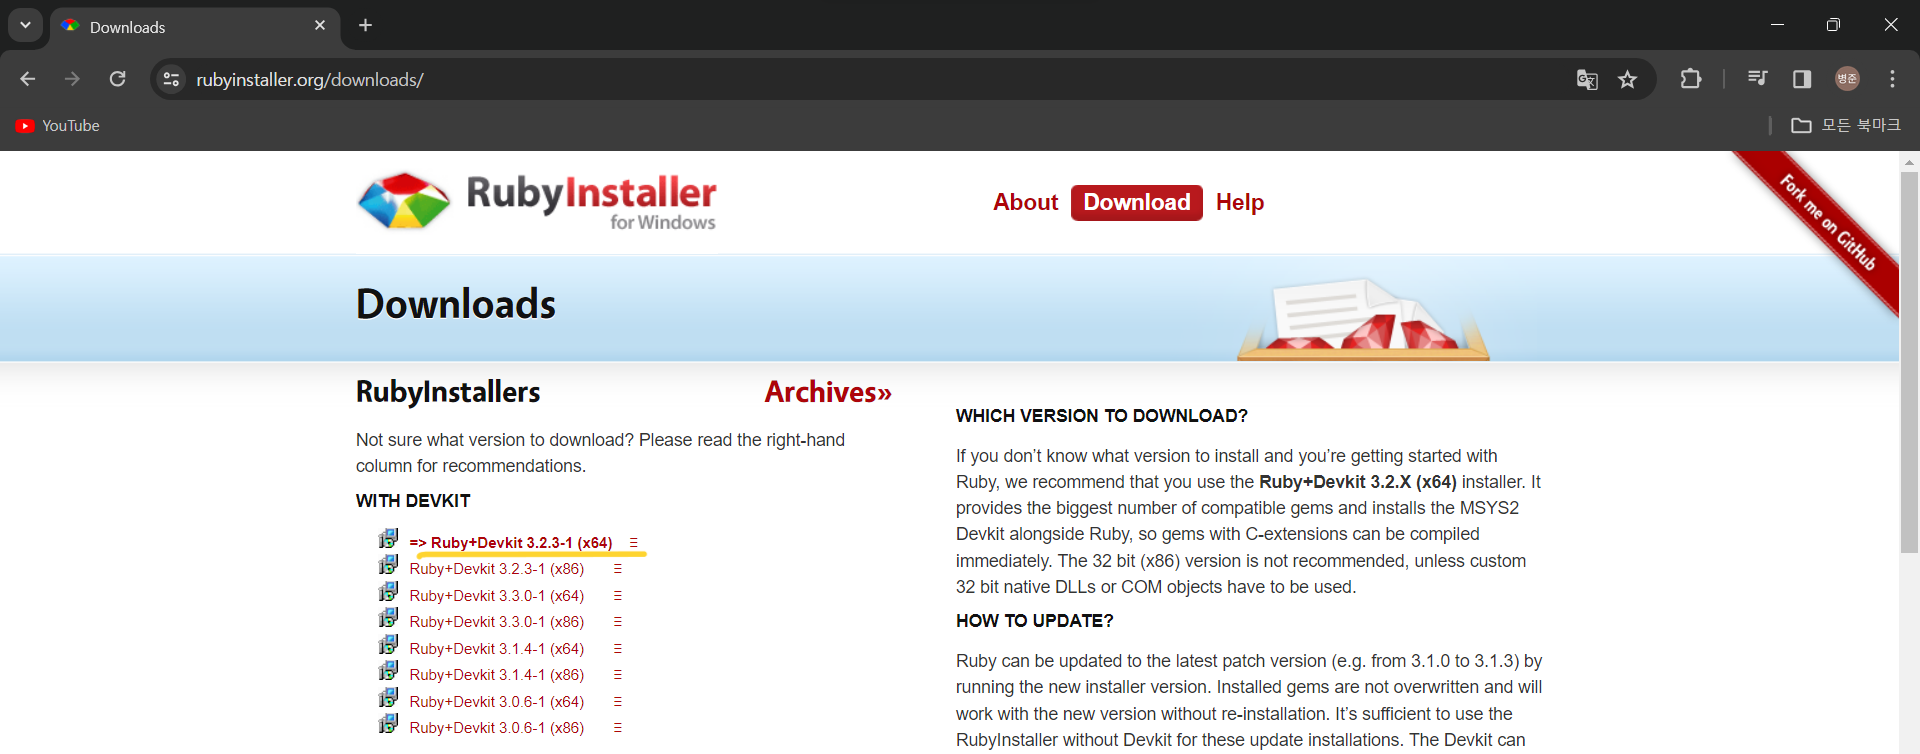 Downloads
rubyinstaller.org/downloads/
병준
YouTube
모든 북마크
RubyInstaller
for Windows
About
Download
Help
Fork me on GitHub
Downloads
RubyInstallers
Archives»
Not sure what version to download? Please read the right-hand
column for recommendations.
WITH DEVKIT
=> Ruby+Devkit 3.2.3-1 (x64)
Ruby+Devkit 3.2.3-1 (x86)
Ruby+Devkit 3.3.0-1 (x64)
Ruby+Devkit 3.3.0-1 (x86)
Ruby+Devkit 3.1.4-1 (x64)
Ruby+Devkit 3.1.4-1 (x86)
Ruby+Devkit 3.0.6-1 (x64)
Ruby+Devkit 3.0.6-1 (x86)
WHICH VERSION TO DOWNLOAD?
If you don’t know what version to install and you’re getting started with
Ruby, we recommend that you use the Ruby+Devkit 3.2.X (x64) installer. It
provides the biggest number of compatible gems and installs the MSYS2
Devkit alongside Ruby, so gems with C-extensions can be compiled
immediately. The 32 bit (x86) version is not recommended, unless custom
32 bit native DLLs or COM objects have to be used.
HOW TO UPDATE?
Ruby can be updated to the latest patch version (e.g. from 3.1.0 to 3.1.3) by
running the new installer version. Installed gems are not overwritten and will
work with the new version without re-installation. It’s sufficient to use the
RubyInstaller without Devkit for these update installations. The Devkit can